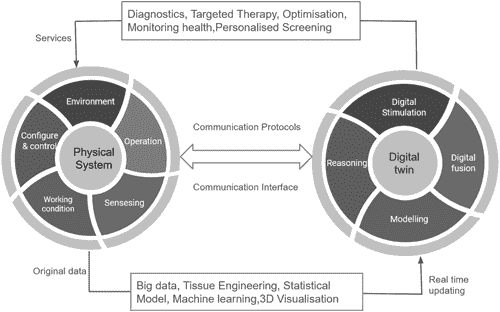 Diagnostics, Targeted Therapy, Optimisation,
Monitoring health,Personalised Screening
Services
Environment
Configure
& control
Operation
Physical
System
Working
condition
Sensesing
Communication Protocols
Communication Interface
Digital
Stimulation
Reasoning
Digital
twin
Digital
fusion
Modelling
Original data
Big data, Tissue Engineering, Statistical
Model, Machine learning,3D Visualisation
Real time
updating